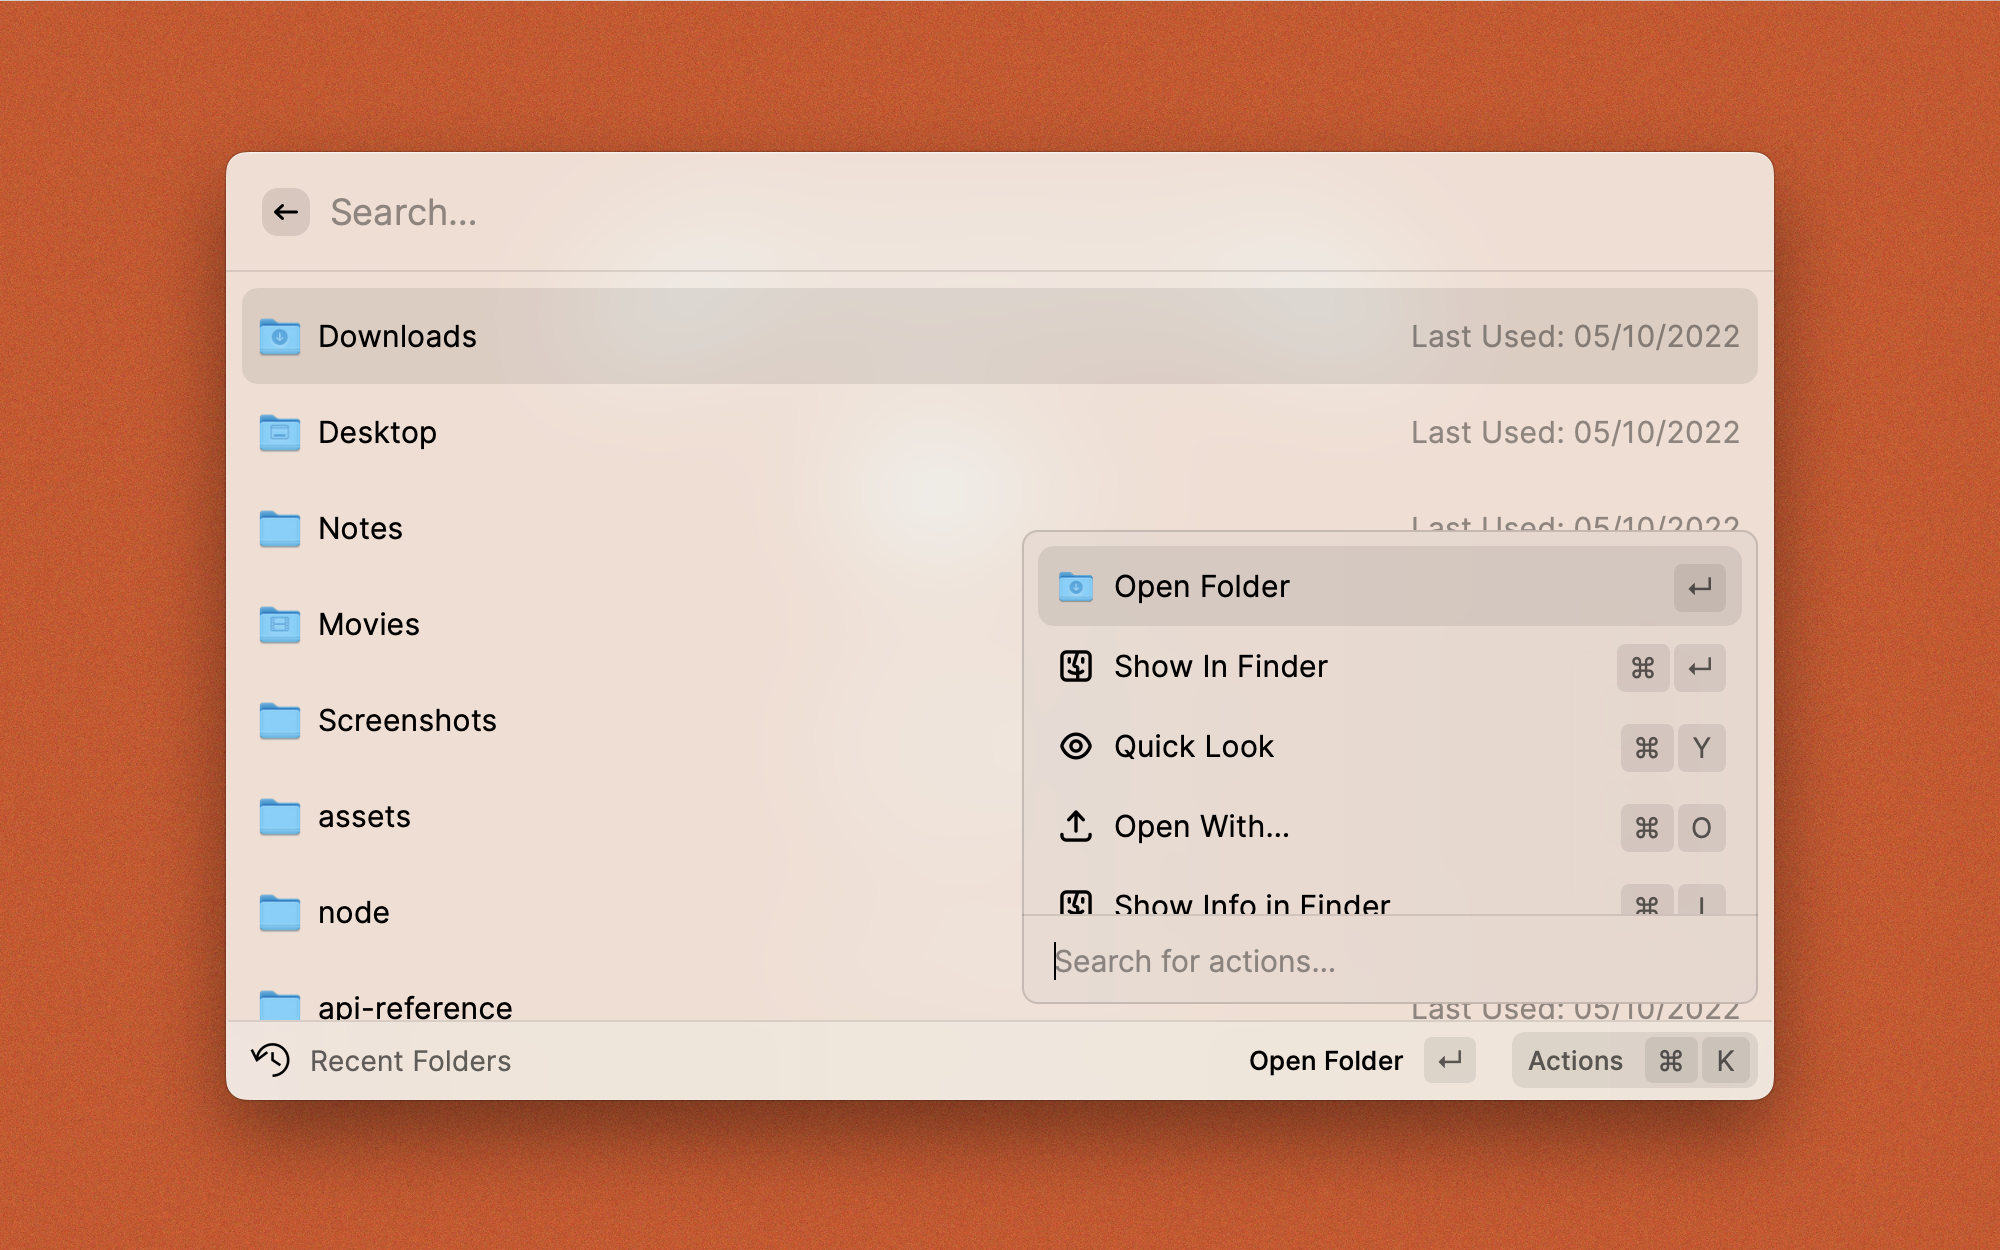 Search...
Downloads Last Used: 05/10/2022
Desktop Last Used: 05/10/2022
Notes Last Used: 05/10/2022
Movies
Screenshots
assets
node
api-reference Last Used: 05/10/2022
Open Folder ↵
Show In Finder ⌘ ↵
Quick Look ⌘ Y
Open With... ⌘ O
Show Info in Finder ⌘ I
Search for actions...
Recent Folders Open Folder ↵ Actions ⌘ K